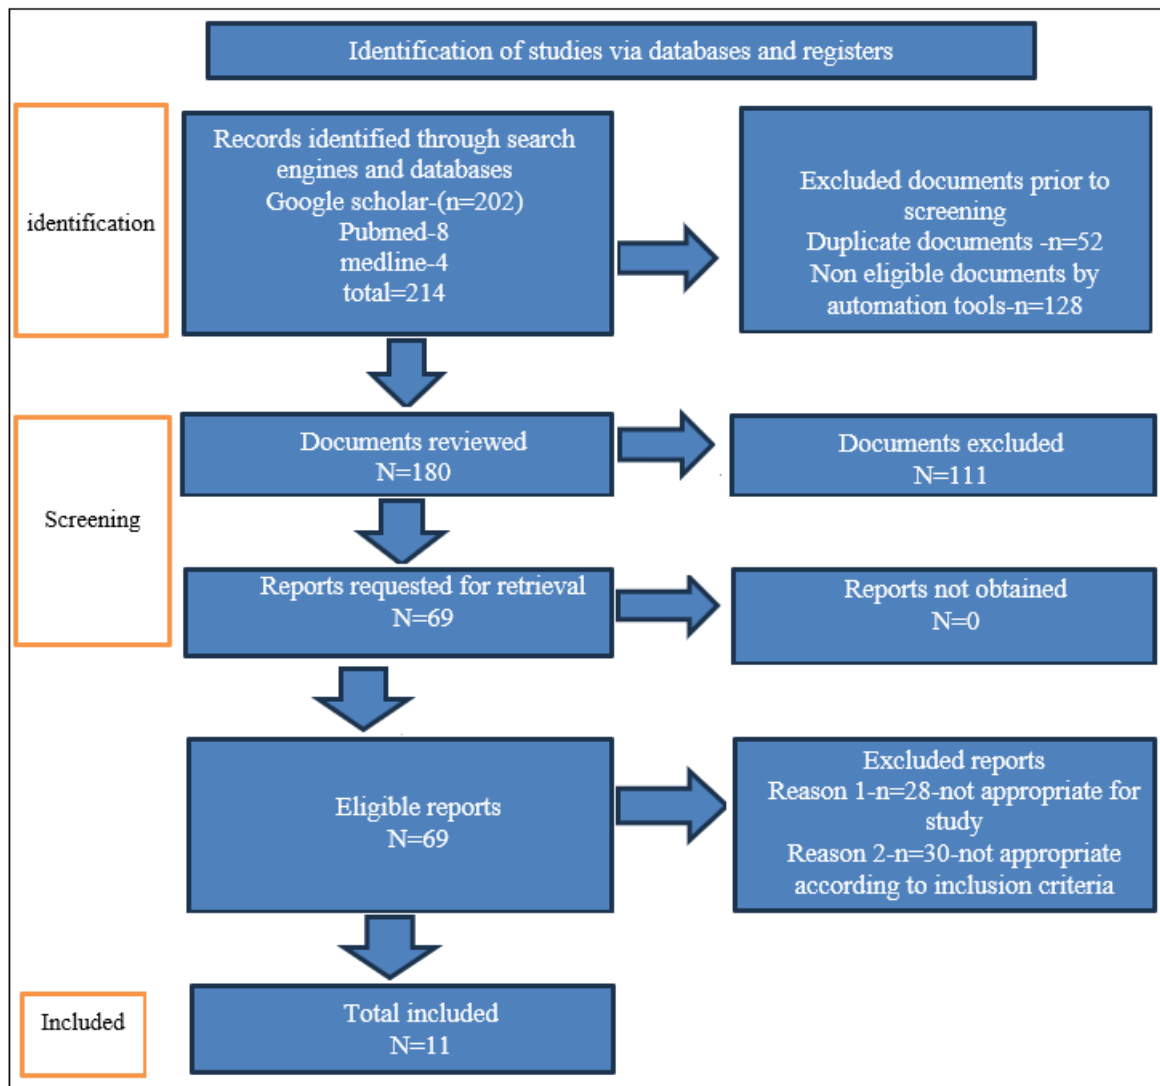 Identification of studies via databases and registers
identification
Records identified through search
engines and databases
Google scholar-(n=202)
Pubmed-8
medline-4
total=214
Excluded documents prior to
screening
Duplicate documents -n=52
Non eligible documents by
automation tools-n=128
Screening
Documents reviewed
N=180
Documents excluded
N=111
Reports requested for retrieval
N=69
Reports not obtained
N=0
Eligible reports
N=69
Excluded reports
Reason 1-n=28-not appropriate for
study
Reason 2-n=30-not appropriate
according to inclusion criteria
Included
Total included
N=11